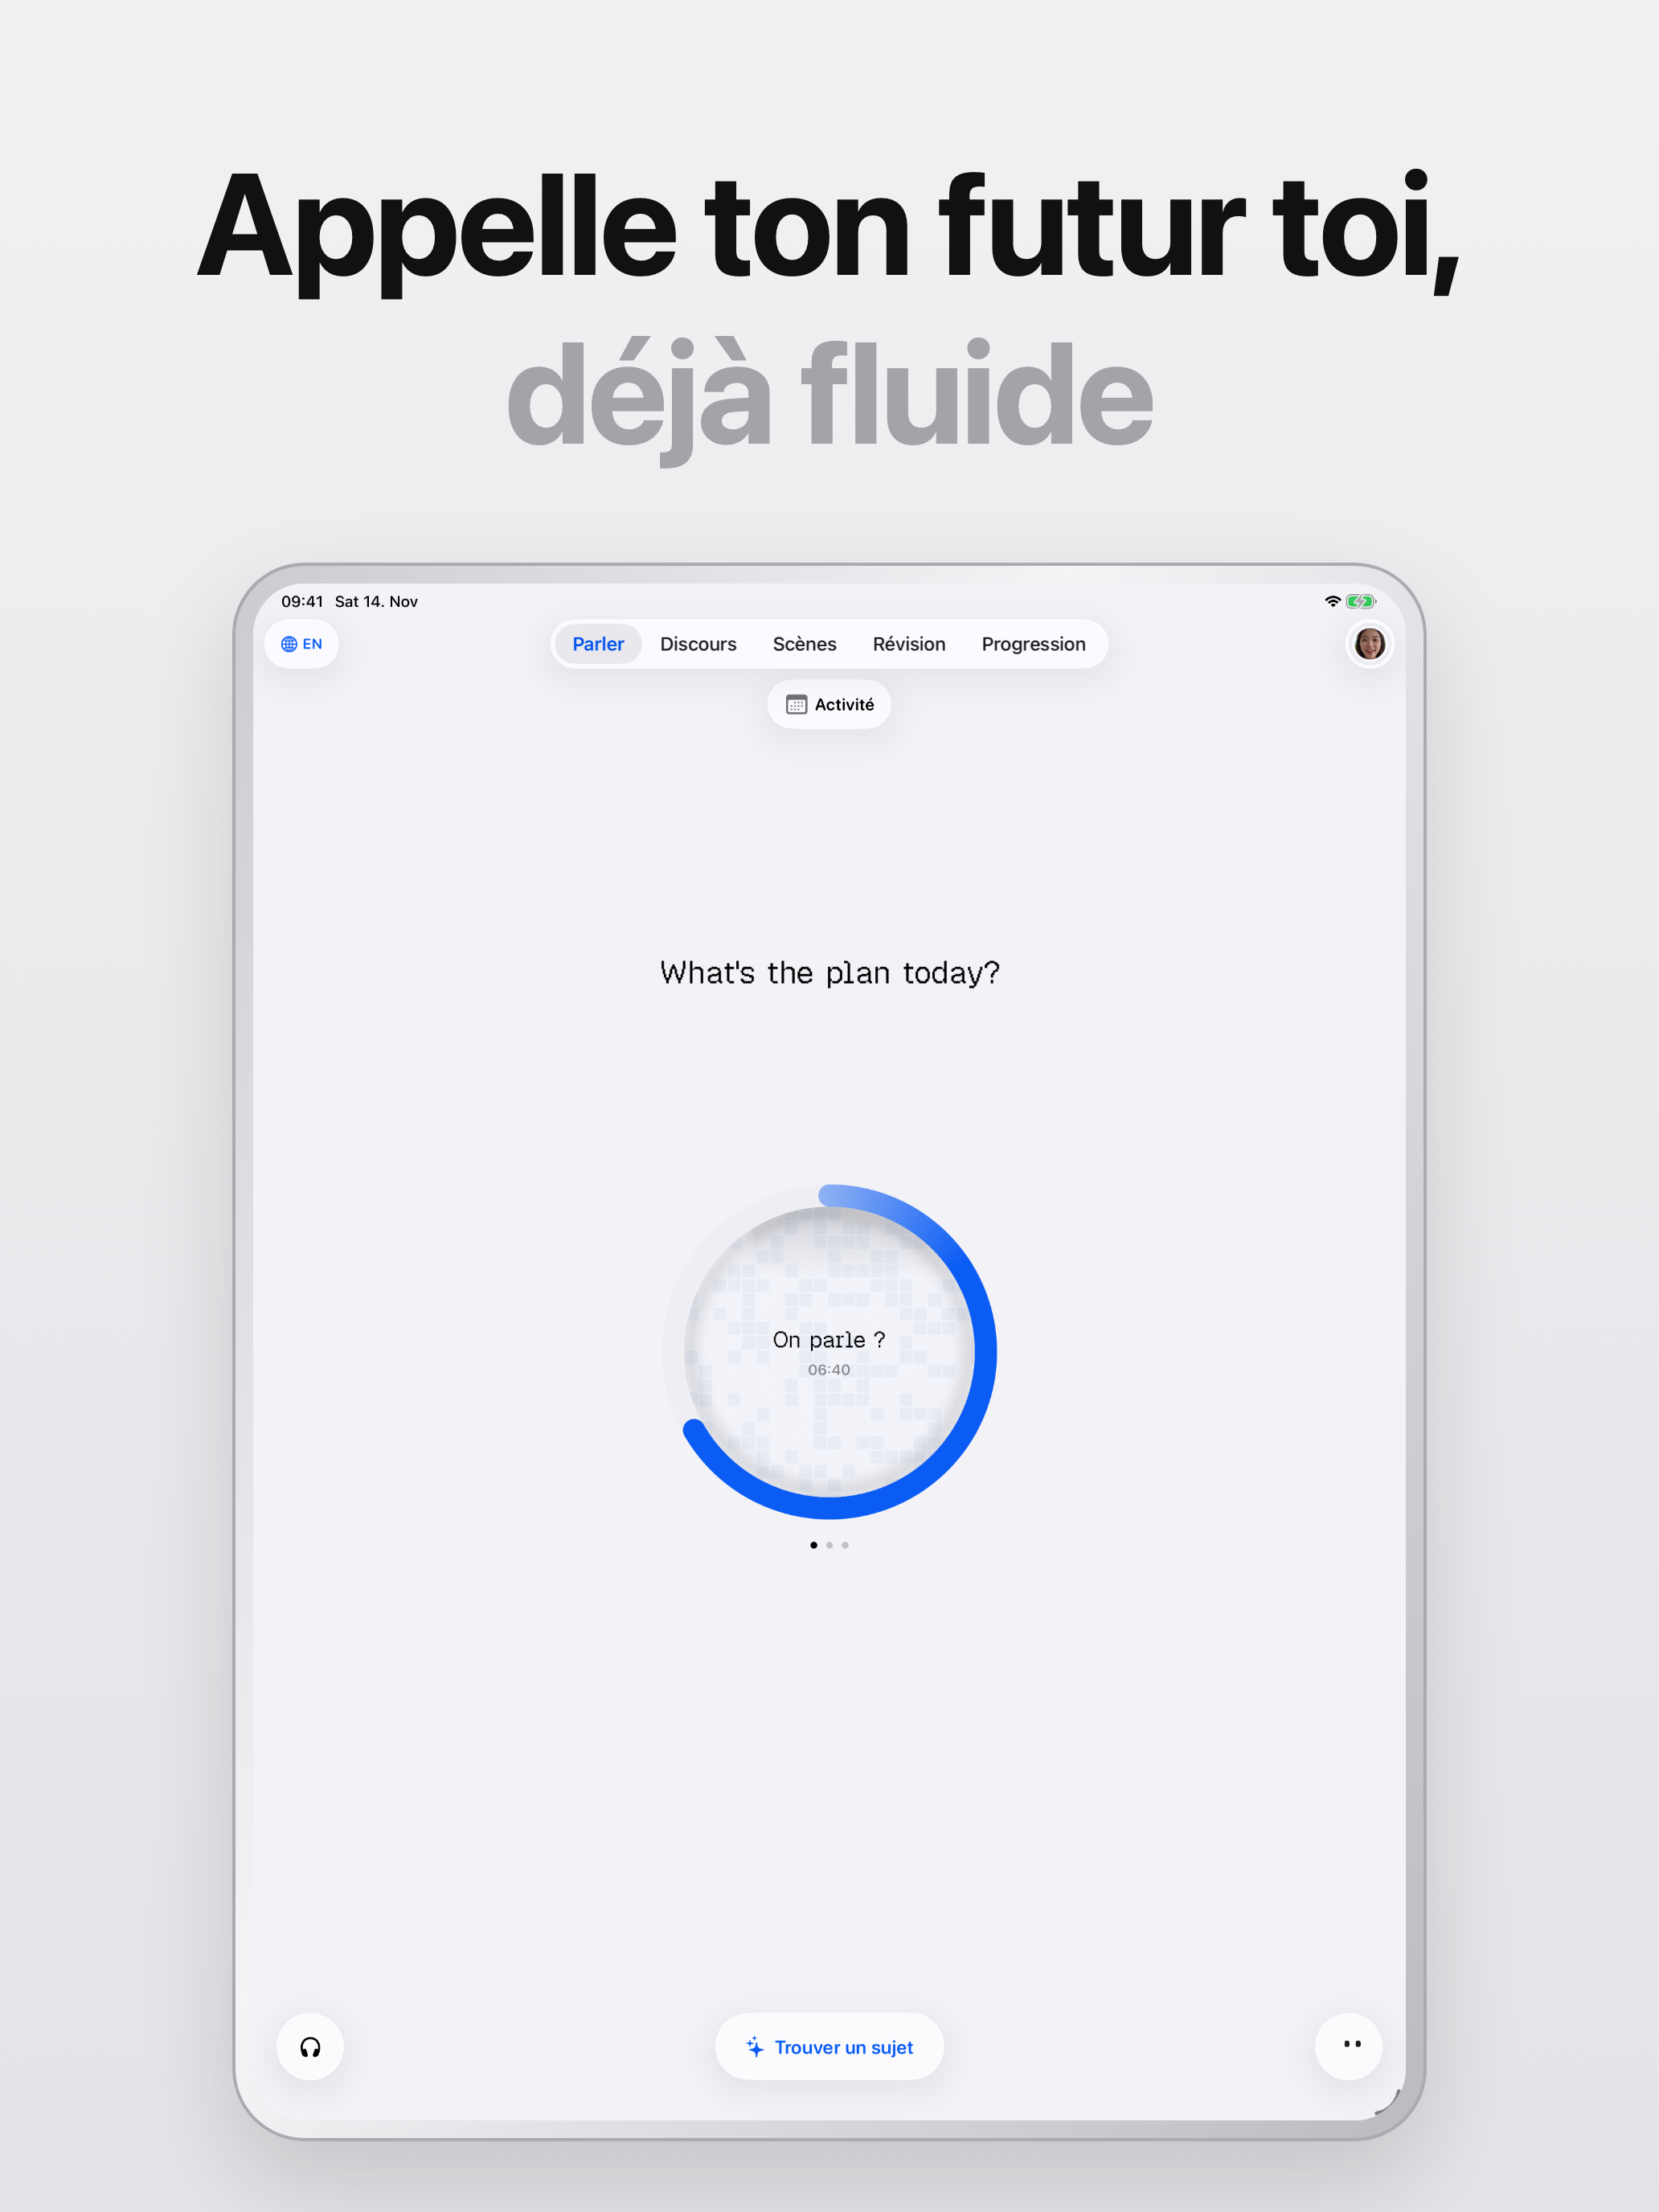 Appelle ton futur toi,
déjà fluide
09:41 Sat 14. Nov
EN
Parler Discours Scènes Révision Progression
Activité
What's the plan today?
On parle ?
06:40
Trouver un sujet